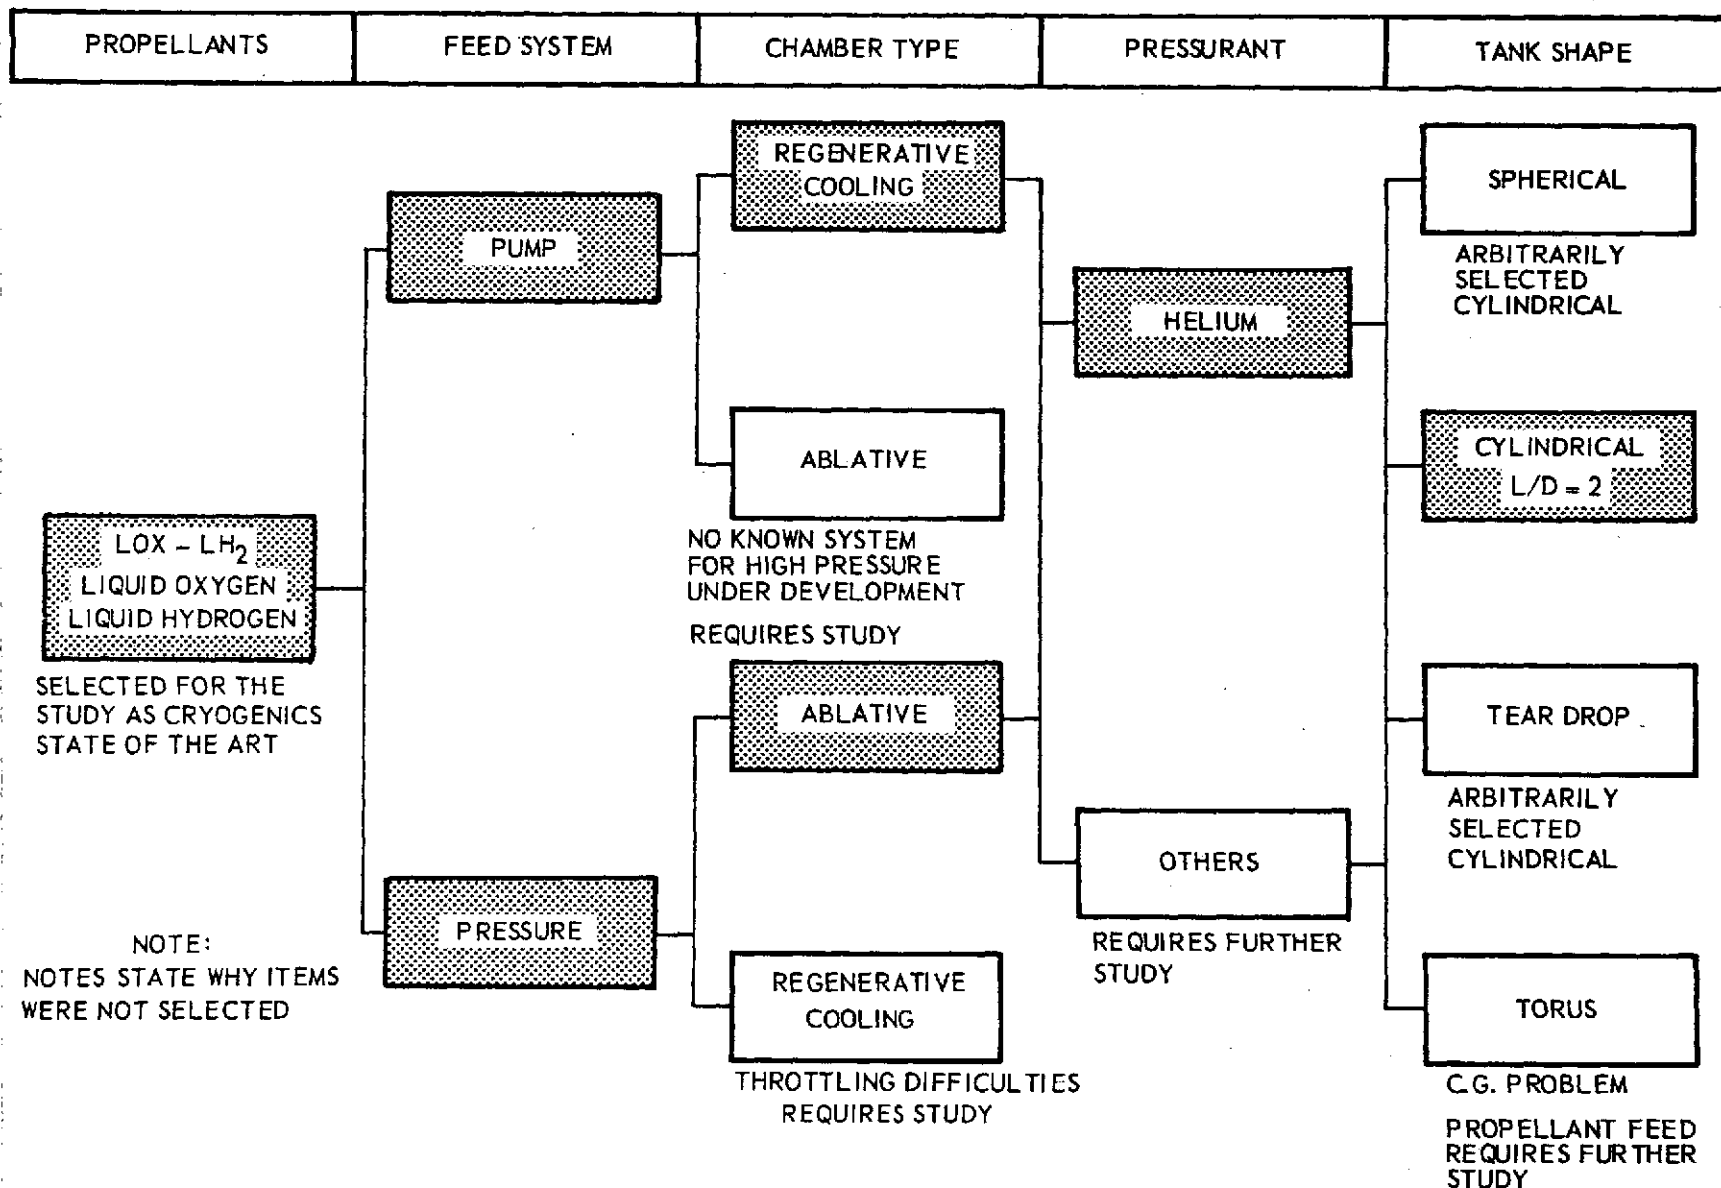 PROPELLANTS
FEED SYSTEM
CHAMBER TYPE
PRESSURANT
TANK SHAPE
LOX - LH2
LIQUID OXYGEN
LIQUID HYDROGEN
SELECTED FOR THE
STUDY AS CRYOGENICS
STATE OF THE ART
NOTE:
NOTES STATE WHY ITEMS
WERE NOT SELECTED
PUMP
PRESSURE
REGENERATIVE
COOLING
ABLATIVE
NO KNOWN SYSTEM
FOR HIGH PRESSURE
UNDER DEVELOPMENT
REQUIRES STUDY
ABLATIVE
REGENERATIVE
COOLING
THROTTLING DIFFICULTIES
REQUIRES STUDY
HELIUM
OTHERS
REQUIRES FURTHER
STUDY
SPHERICAL
ARBITRARILY
SELECTED
CYLINDRICAL
CYLINDRICAL
L/D = 2
TEAR DROP
ARBITRARILY
SELECTED
CYLINDRICAL
TORUS
C.G. PROBLEM
PROPELLANT FEED
REQUIRES FURTHER
STUDY